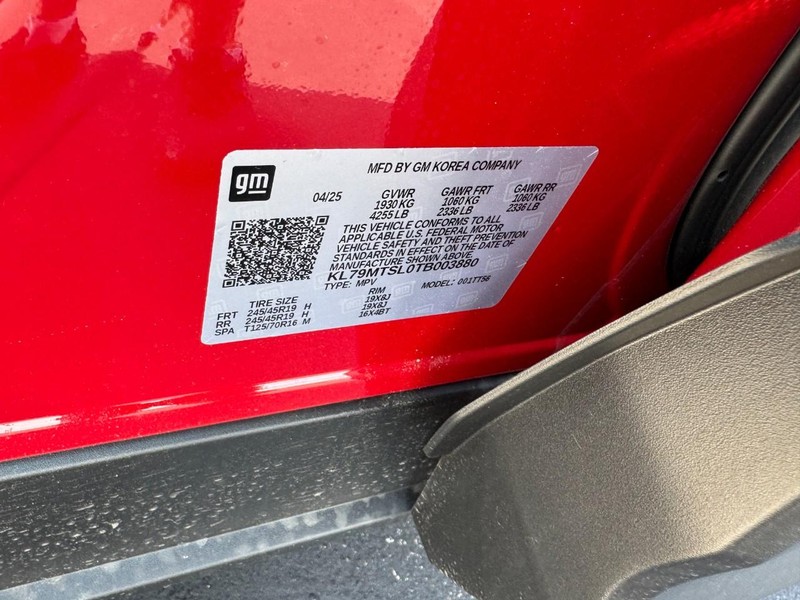 gm
MFD BY GM KOREA COMPANY
04/25 GVWR GAWR FRT GAWR RR
1930 KG 1060 KG 1060 KG
4255 LB 2336 LB 2336 LB
THIS VEHICLE CONFORMS TO ALL
APPLICABLE U.S. FEDERAL MOTOR
VEHICLE SAFETY AND THEFT PREVENTION
STANDARDS IN EFFECT ON THE DATE OF
MANUFACTURE SHOWN ABOVE.
KL79MTSL0TB003880
TYPE: MPV MODEL: 001TT56
TIRE SIZE RIM
FRT 245/45R19 H 19X8J
RR 245/45R19 H 19X8J
SPA T125/70R16 M 16X4BT